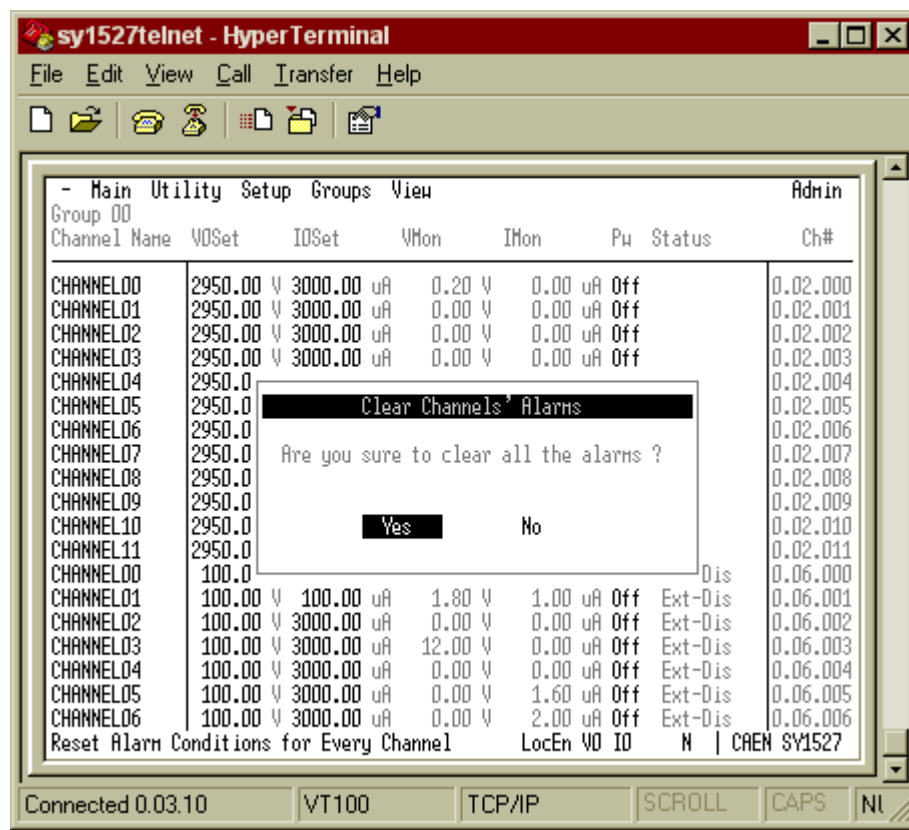 sy1527telnet - HyperTerminal
File Edit View Call Transfer Help
- Main Utility Setup Groups View Admin
Group 00
Channel Name V0Set I0Set VMon IMon Pw Status Ch#
CHANNEL00 2950.00 V 3000.00 uA 0.20 V 0.00 uA Off 0.02.000
CHANNEL01 2950.00 V 3000.00 uA 0.00 V 0.00 uA Off 0.02.001
CHANNEL02 2950.00 V 3000.00 uA 0.00 V 0.00 uA Off 0.02.002
CHANNEL03 2950.00 V 3000.00 uA 0.00 V 0.00 uA Off 0.02.003
CHANNEL04 2950.0 0.02.004
CHANNEL05 2950.0 Clear Channels' Alarms 0.02.005
CHANNEL06 2950.0 0.02.006
CHANNEL07 2950.0 Are you sure to clear all the alarms ? 0.02.007
CHANNEL08 2950.0 0.02.008
CHANNEL09 2950.0 0.02.009
CHANNEL10 2950.0 Yes No 0.02.010
CHANNEL11 2950.0 0.02.011
CHANNEL00 100.0 Dis 0.06.000
CHANNEL01 100.00 V 100.00 uA 1.80 V 1.00 uA Off Ext-Dis 0.06.001
CHANNEL02 100.00 V 3000.00 uA 0.00 V 0.00 uA Off Ext-Dis 0.06.002
CHANNEL03 100.00 V 3000.00 uA 12.00 V 0.00 uA Off Ext-Dis 0.06.003
CHANNEL04 100.00 V 3000.00 uA 0.00 V 0.00 uA Off Ext-Dis 0.06.004
CHANNEL05 100.00 V 3000.00 uA 0.00 V 1.60 uA Off Ext-Dis 0.06.005
CHANNEL06 100.00 V 3000.00 uA 0.00 V 2.00 uA Off Ext-Dis 0.06.006
Reset Alarm Conditions for Every Channel LocEn V0 I0 N | CAEN SY1527
Connected 0.03.10 VT100 TCP/IP SCROLL CAPS NU